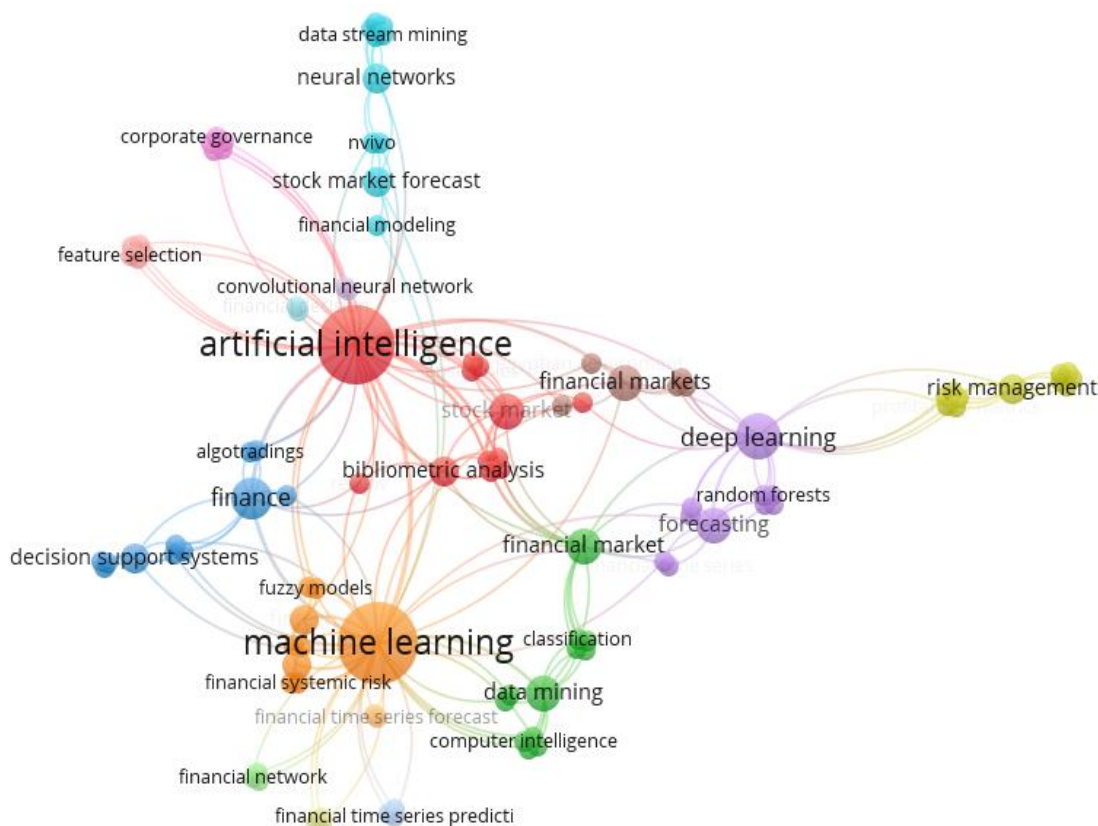 data stream mining
neural networks
corporate governance
nvivo
stock market forecast
financial modeling
feature selection
convolutional neural network
artificial intelligence
financial markets
risk management
stock market
deep learning
algotradings
bibliometric analysis
finance
random forests
forecasting
financial market
decision support systems
fuzzy models
machine learning
classification
financial systemic risk
data mining
financial time series forecast
computer intelligence
financial network
financial time series predicti